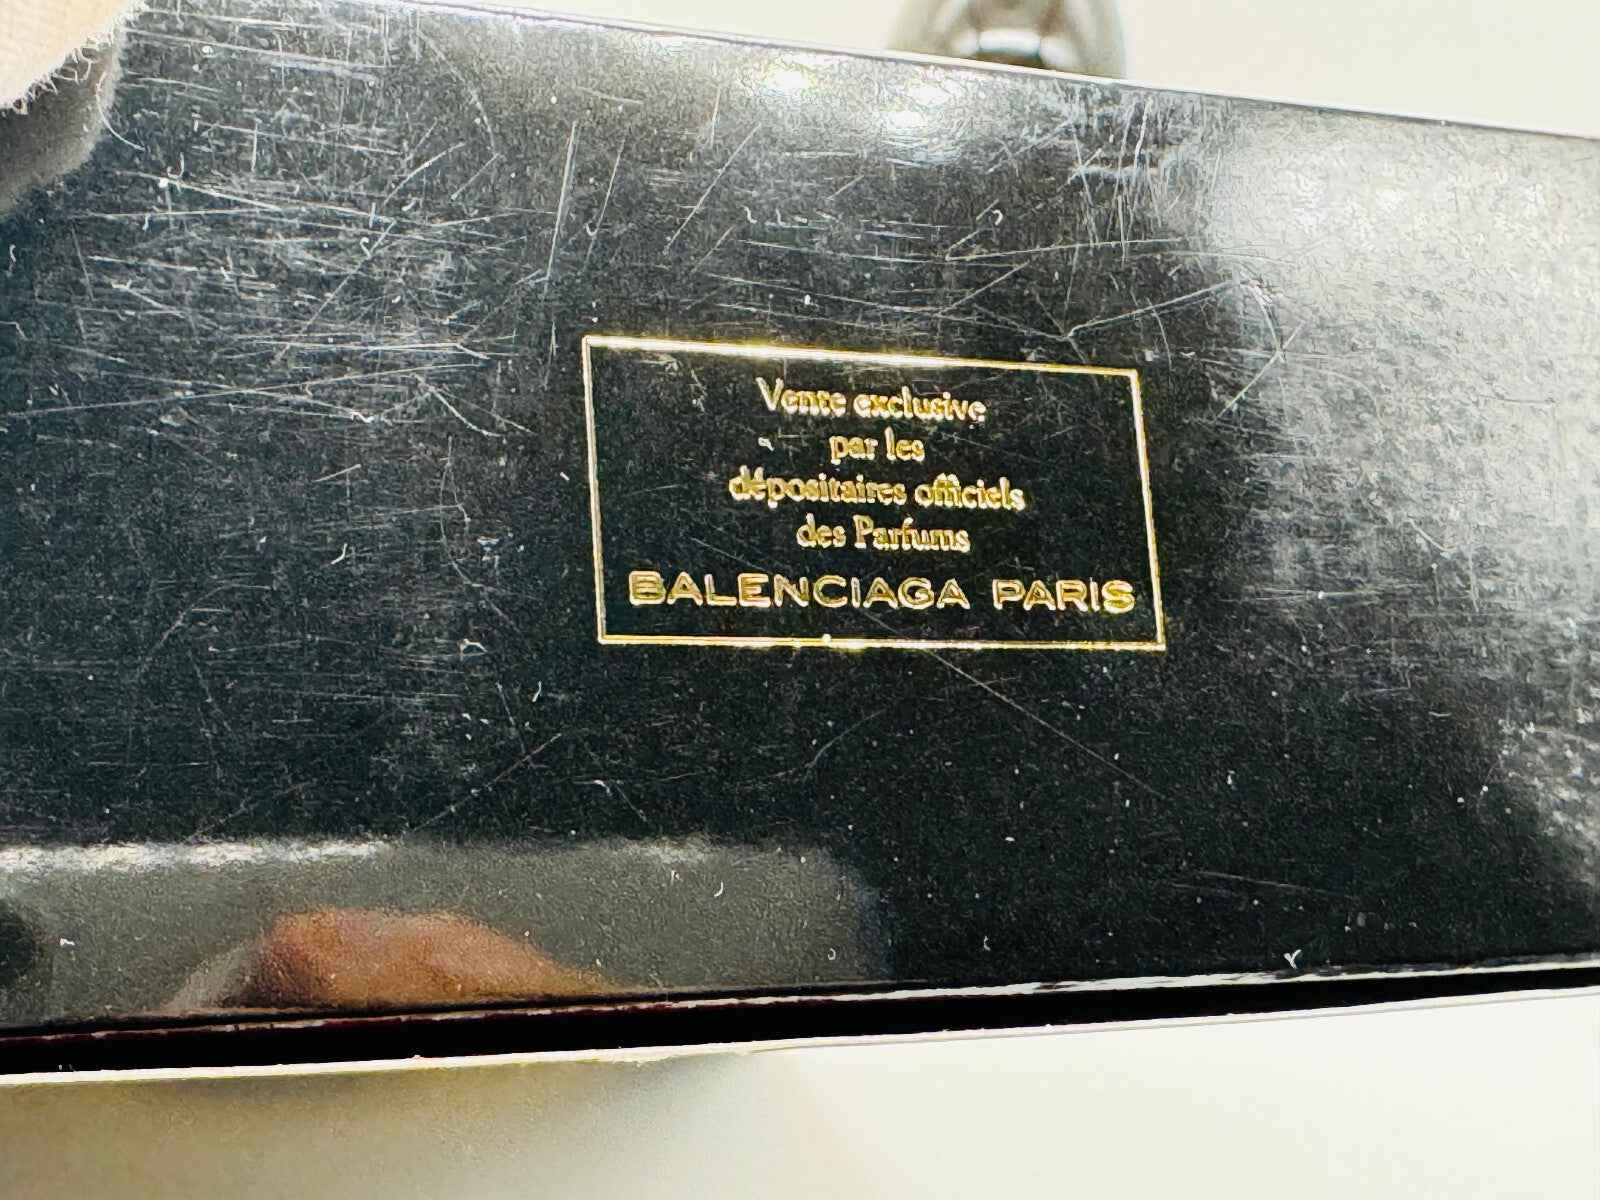 Vente exclusive
par les
dépositaires officiels
des Parfums
BALENCIAGA PARIS